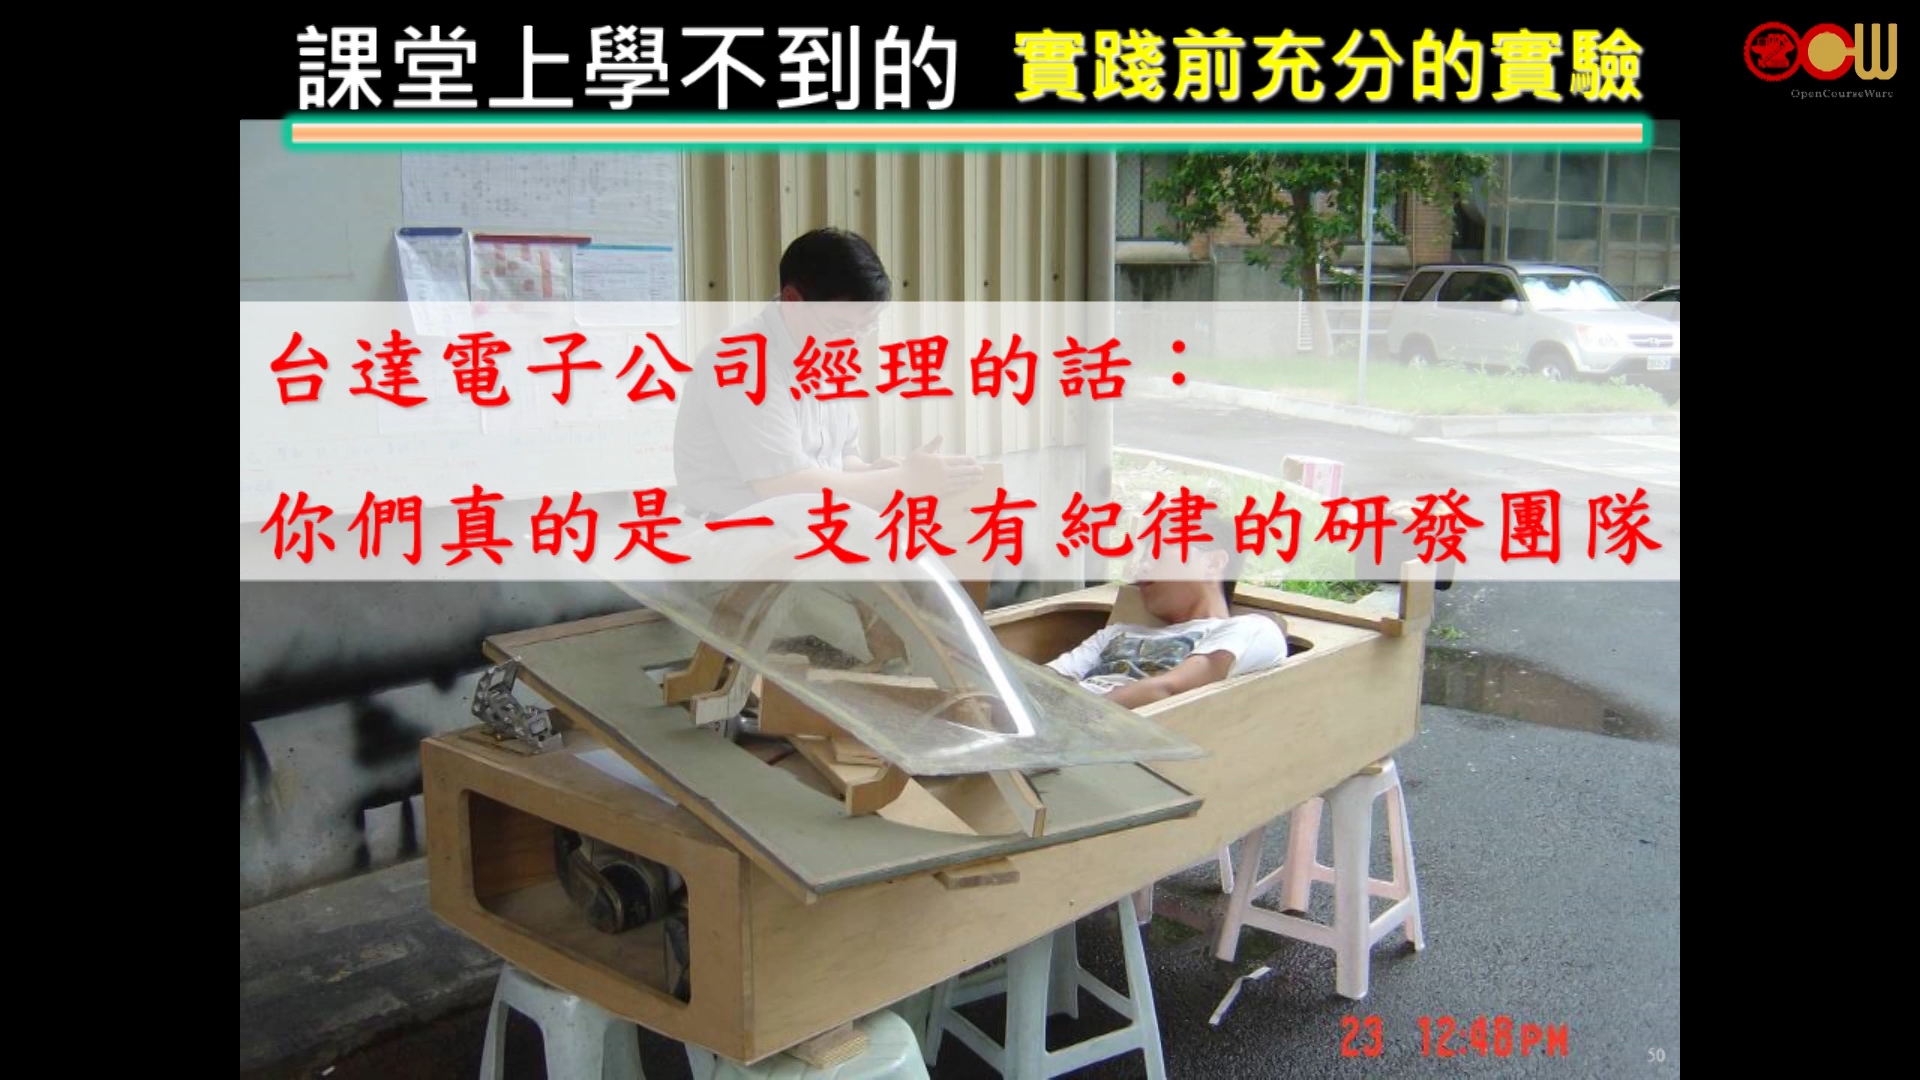 課堂上學不到的 實踐前充分的實驗
OpenCourseWare
台達電子公司經理的話：
你們真的是一支很有紀律的研發團隊
23 12:48PM
50